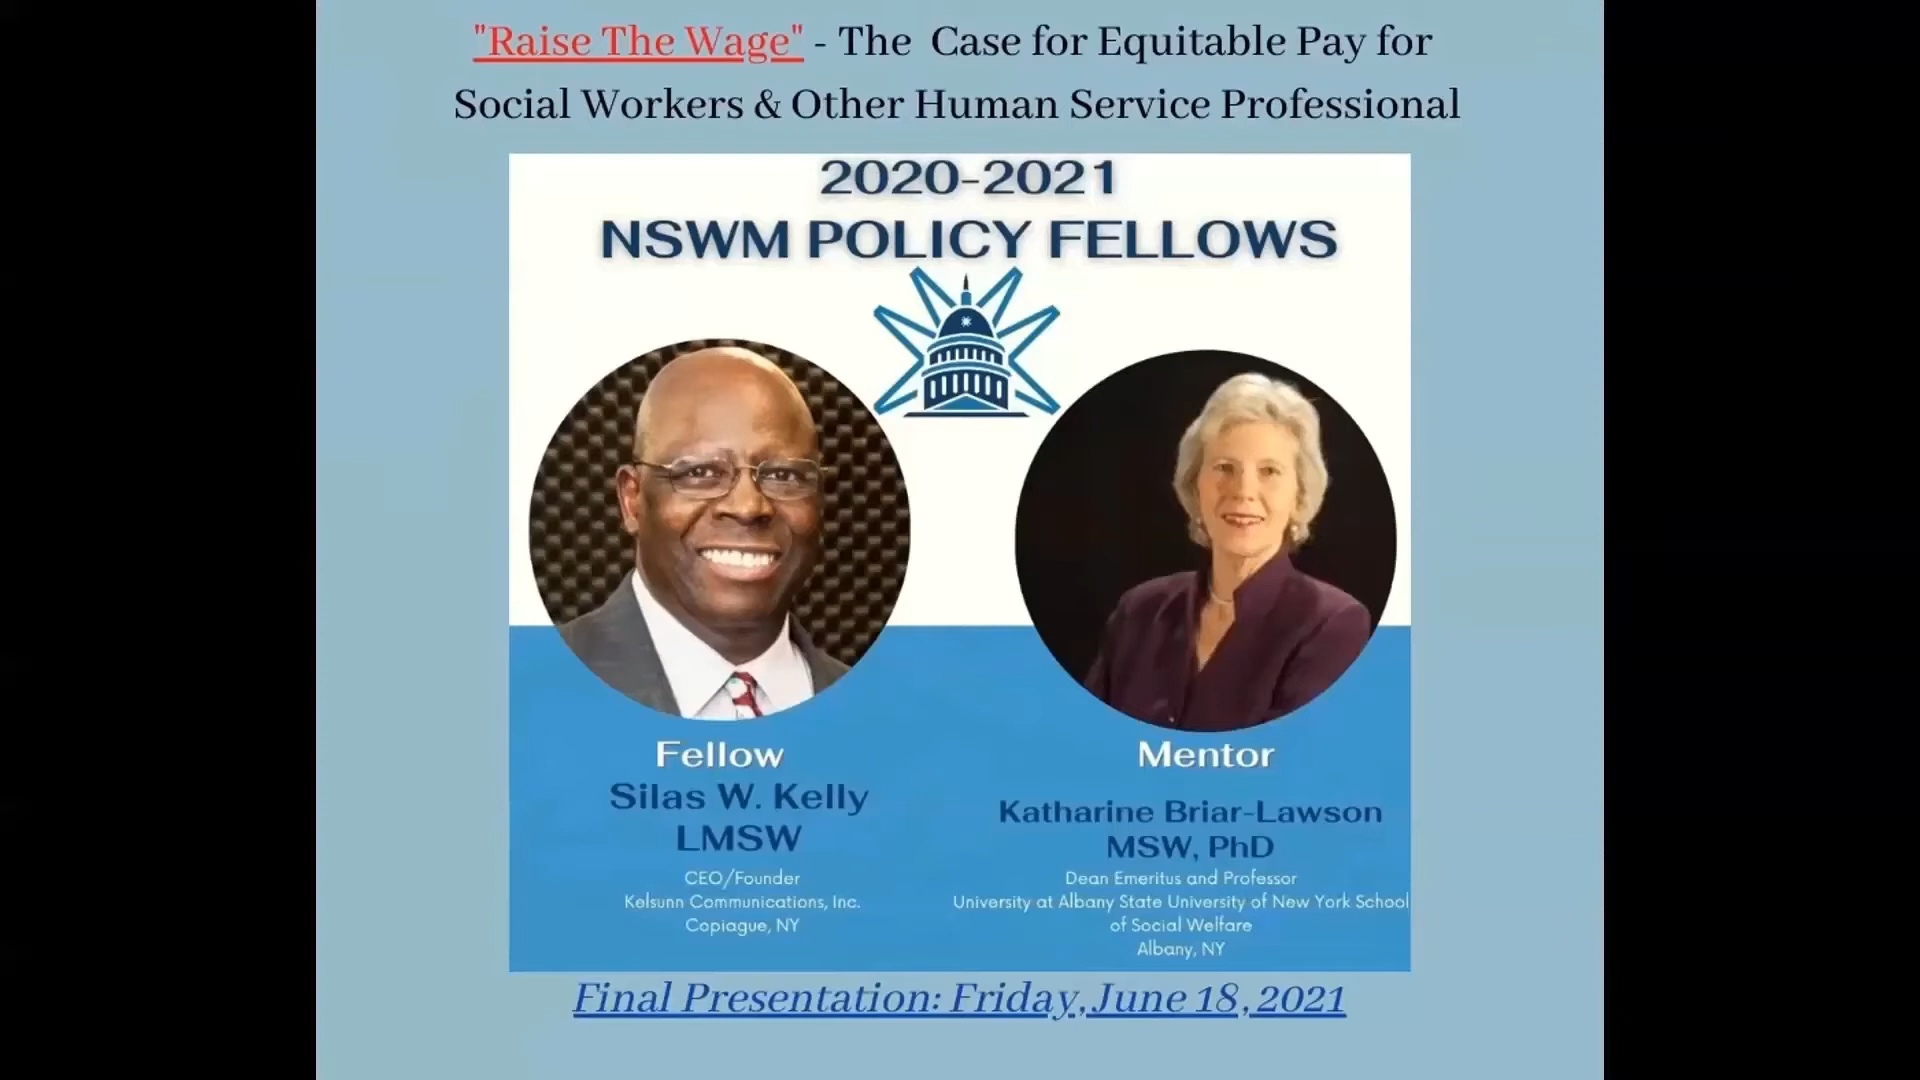 "Raise The Wage" - The Case for Equitable Pay for
Social Workers & Other Human Service Professional
2020-2021
NSWM POLICY FELLOWS
Fellow
Silas W. Kelly
LMSW
CEO/Founder
Kelsunn Communications, Inc.
Copiague, NY
Mentor
Katharine Briar-Lawson
MSW, PhD
Dean Emeritus and Professor
University at Albany State University of New York School
of Social Welfare
Albany, NY
Final Presentation: Friday, June 18, 2021